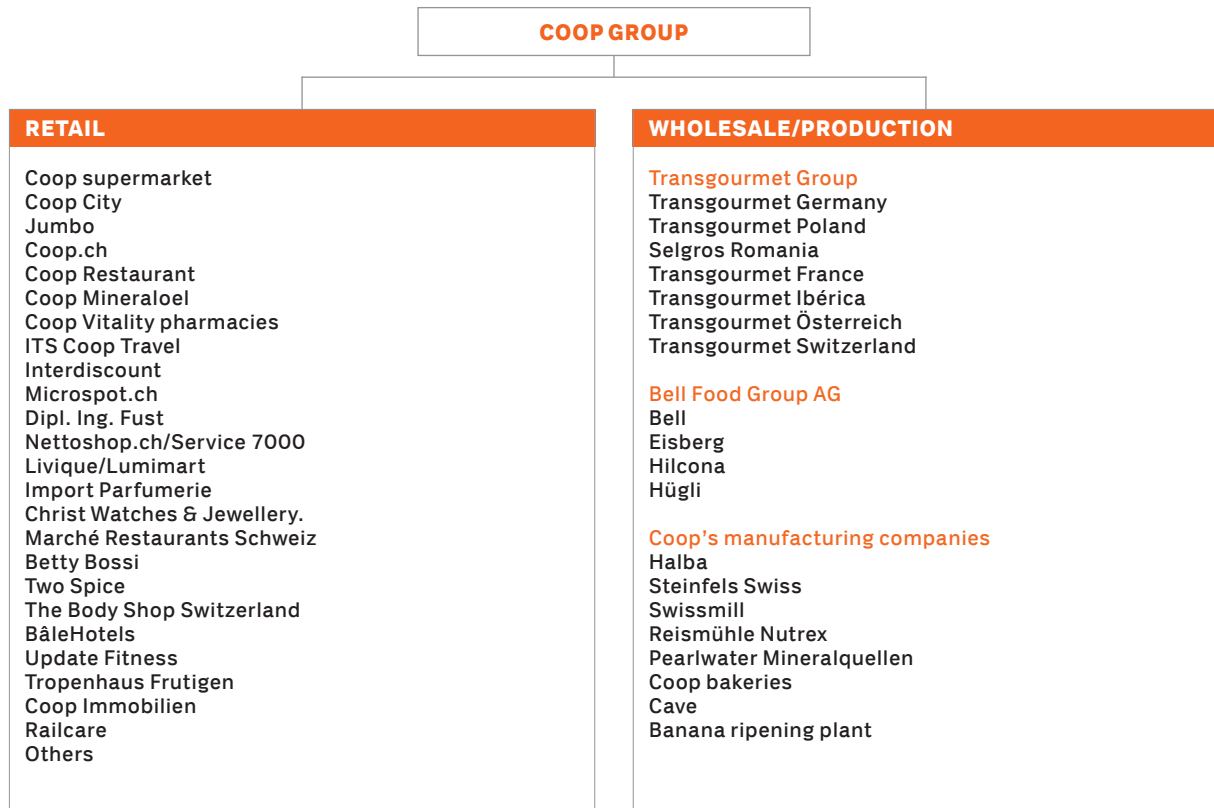 COOP GROUP
RETAIL
Coop supermarket
Coop City
Jumbo
Coop.ch
Coop Restaurant
Coop Mineraloel
Coop Vitality pharmacies
ITS Coop Travel
Interdiscount
Microspot.ch
Dipl. Ing. Fust
Nettoshop.ch/Service 7000
Livique/Lumimart
Import Parfumerie
Christ Watches & Jewellery.
Marché Restaurants Schweiz
Betty Bossi
Two Spice
The Body Shop Switzerland
BâleHotels
Update Fitness
Tropenhaus Frutigen
Coop Immobilien
Railcare
Others
WHOLESALE/PRODUCTION
Transgourmet Group
Transgourmet Germany
Transgourmet Poland
Selgros Romania
Transgourmet France
Transgourmet Ibérica
Transgourmet Österreich
Transgourmet Switzerland
Bell Food Group AG
Bell
Eisberg
Hilcona
Hügli
Coop's manufacturing companies
Halba
Steinfels Swiss
Swissmill
Reismühle Nutrex
Pearlwater Mineralquellen
Coop bakeries
Cave
Banana ripening plant